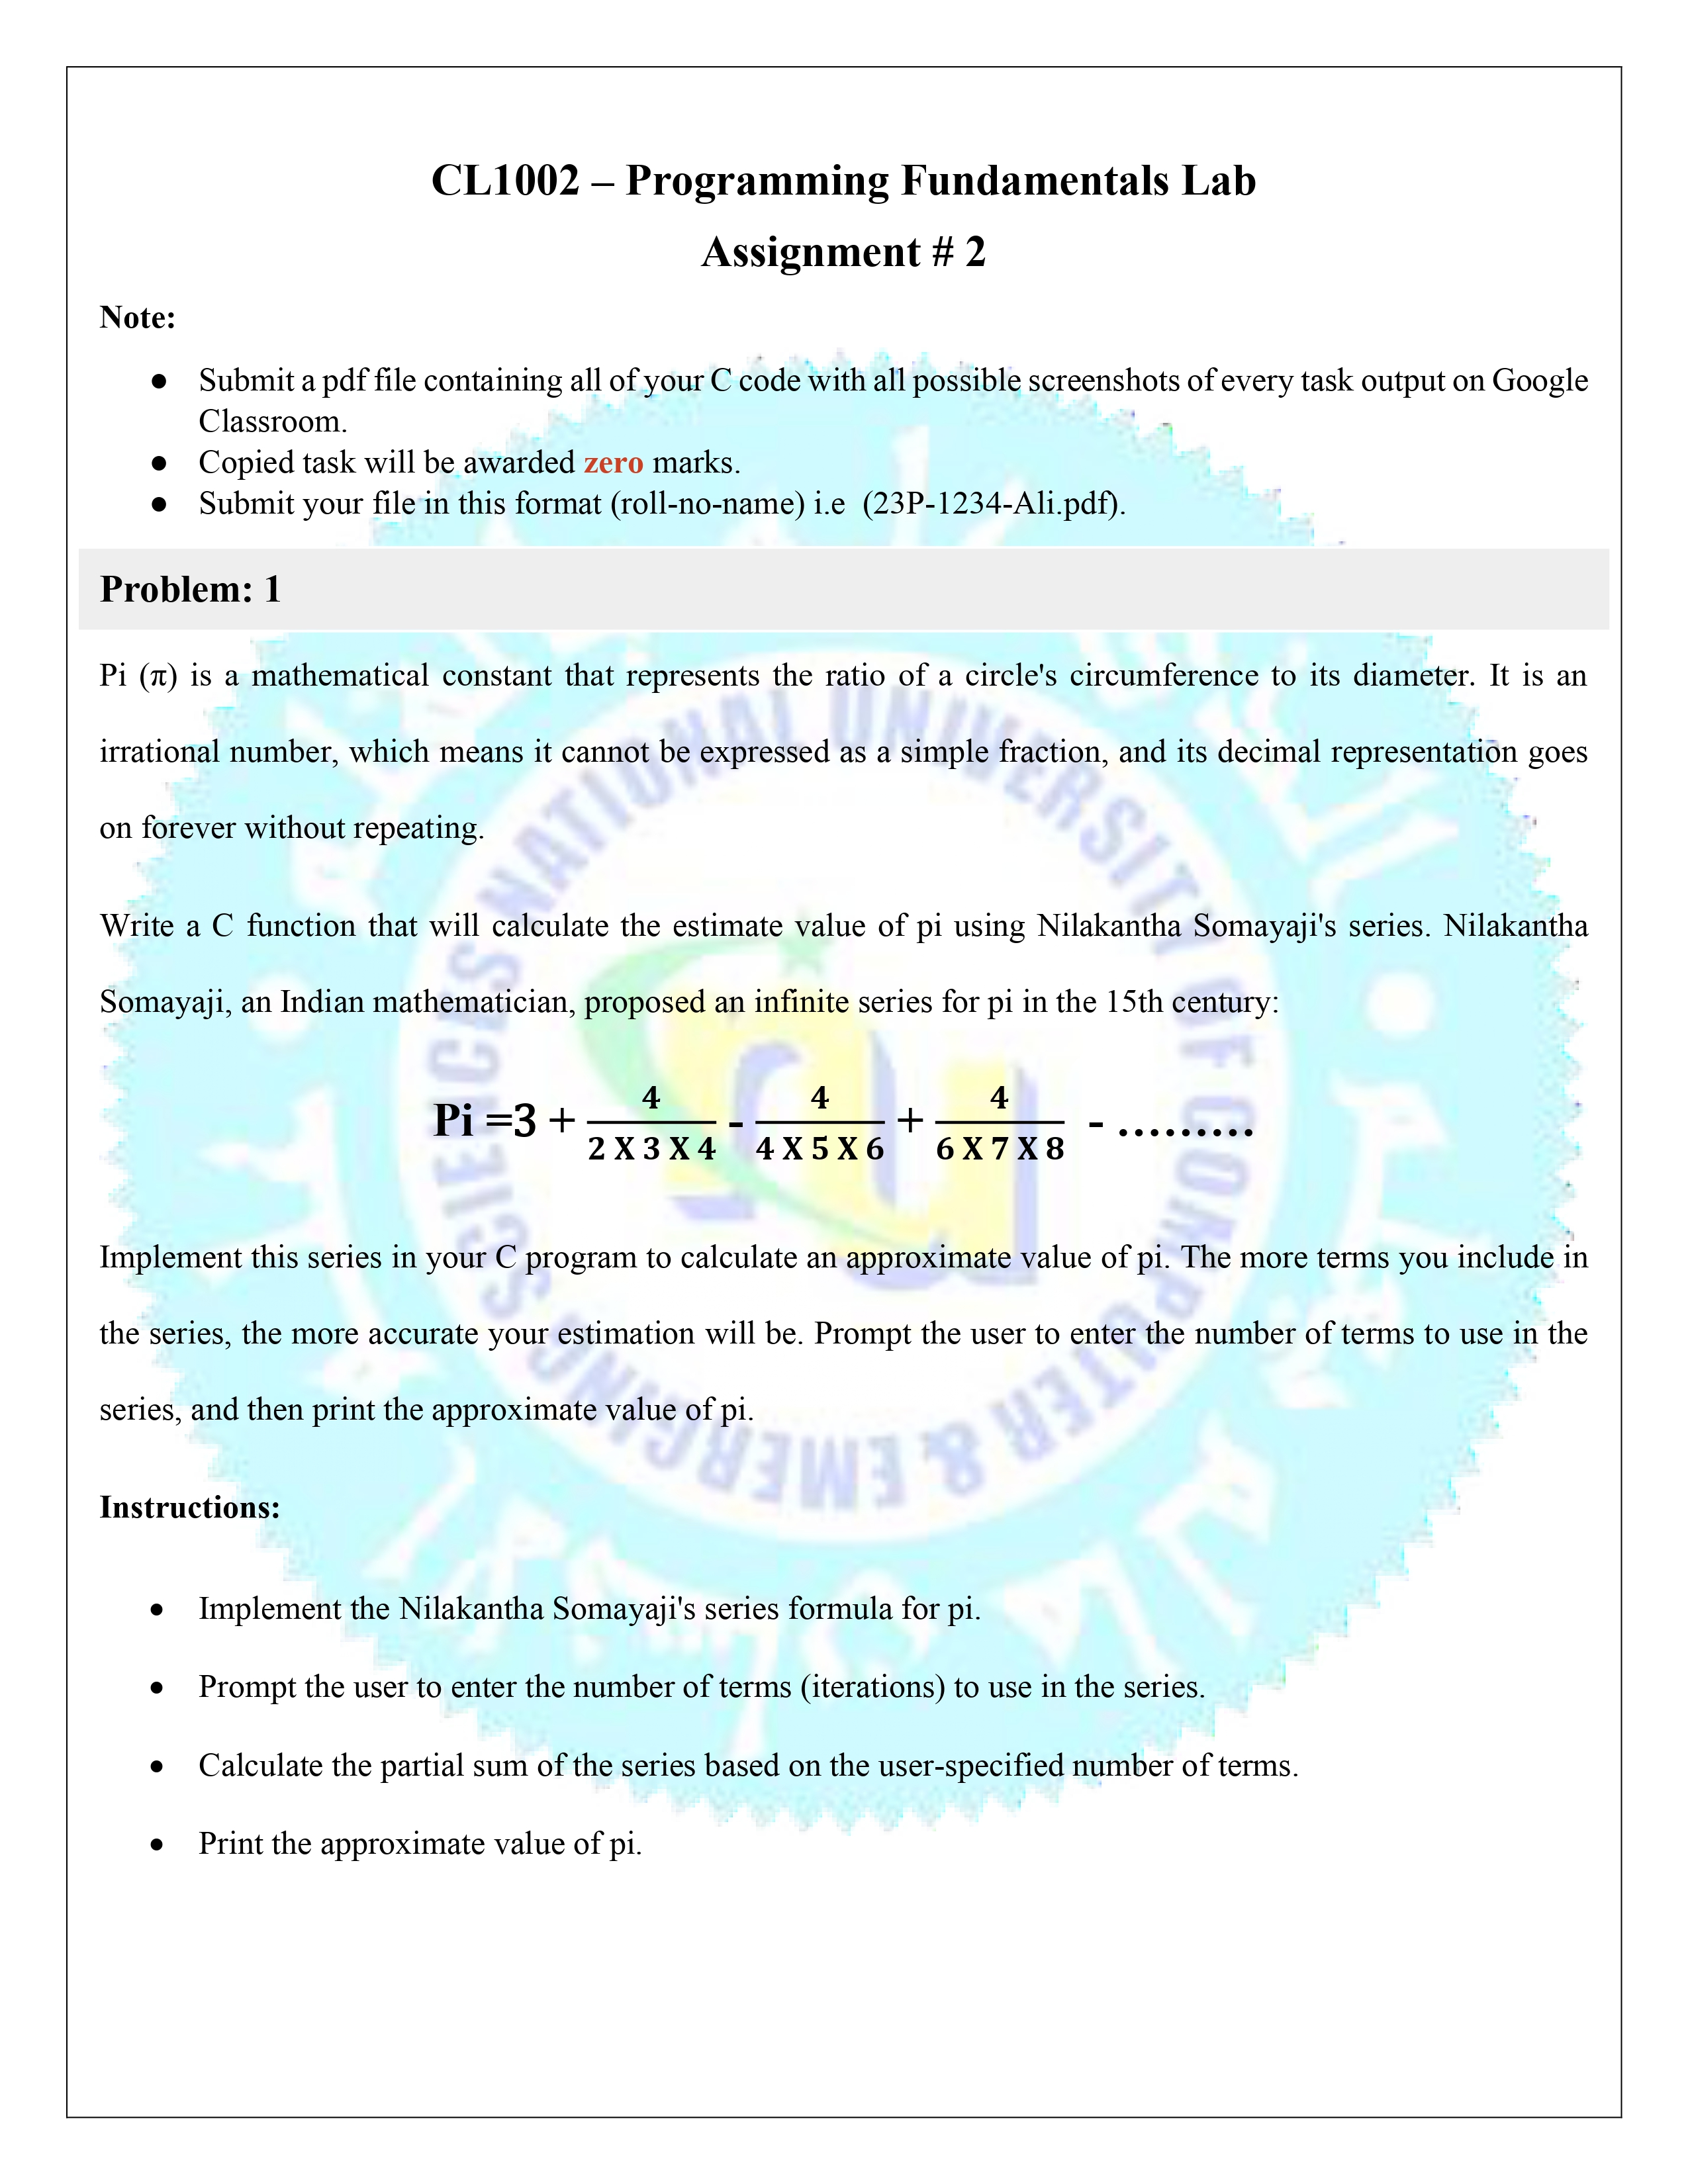 CL1002 – Programming Fundamentals Lab
Assignment # 2
Note:
● Submit a pdf file containing all of your C code with all possible screenshots of every task output on Google
Classroom.
● Copied task will be awarded zero marks.
● Submit your file in this format (roll-no-name) i.e (23P-1234-Ali.pdf).
Problem: 1
Pi (π) is a mathematical constant that represents the ratio of a circle's circumference to its diameter. It is an
irrational number, which means it cannot be expressed as a simple fraction, and its decimal representation goes
on forever without repeating.
Write a C function that will calculate the estimate value of pi using Nilakantha Somayaji's series. Nilakantha
Somayaji, an Indian mathematician, proposed an infinite series for pi in the 15th century:
Pi =3 + 4 / 2 X 3 X 4 - 4 / 4 X 5 X 6 + 4 / 6 X 7 X 8 - .........
Implement this series in your C program to calculate an approximate value of pi. The more terms you include in
the series, the more accurate your estimation will be. Prompt the user to enter the number of terms to use in the
series, and then print the approximate value of pi.
Instructions:
• Implement the Nilakantha Somayaji's series formula for pi.
• Prompt the user to enter the number of terms (iterations) to use in the series.
• Calculate the partial sum of the series based on the user-specified number of terms.
• Print the approximate value of pi.
NATIONAL UNIVERSITY OF COMPUTER & EMERGING SCIENCES